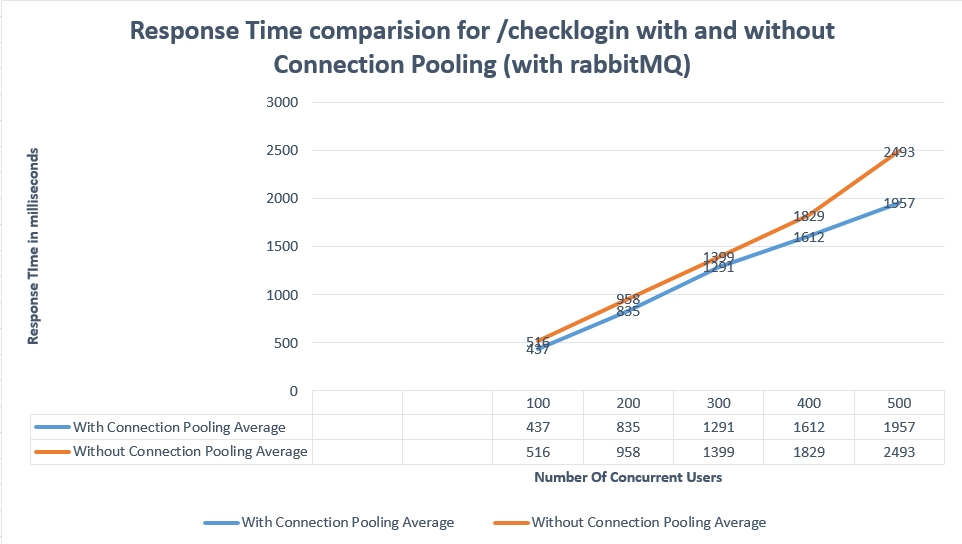 Response Time comparision for /checklogin with and without
Connection Pooling (with rabbitMQ)
Response TIme in milliseconds
3000
2500
2000
1500
1000
500
0
2493
1957
1829
1612
1399
1291
958
835
516
437
100 200 300 400 500
With Connection Pooling Average 437 835 1291 1612 1957
Without Connection Pooling Average 516 958 1399 1829 2493
Number Of Concurrent Users
With Connection Pooling Average Without Connection Pooling Average